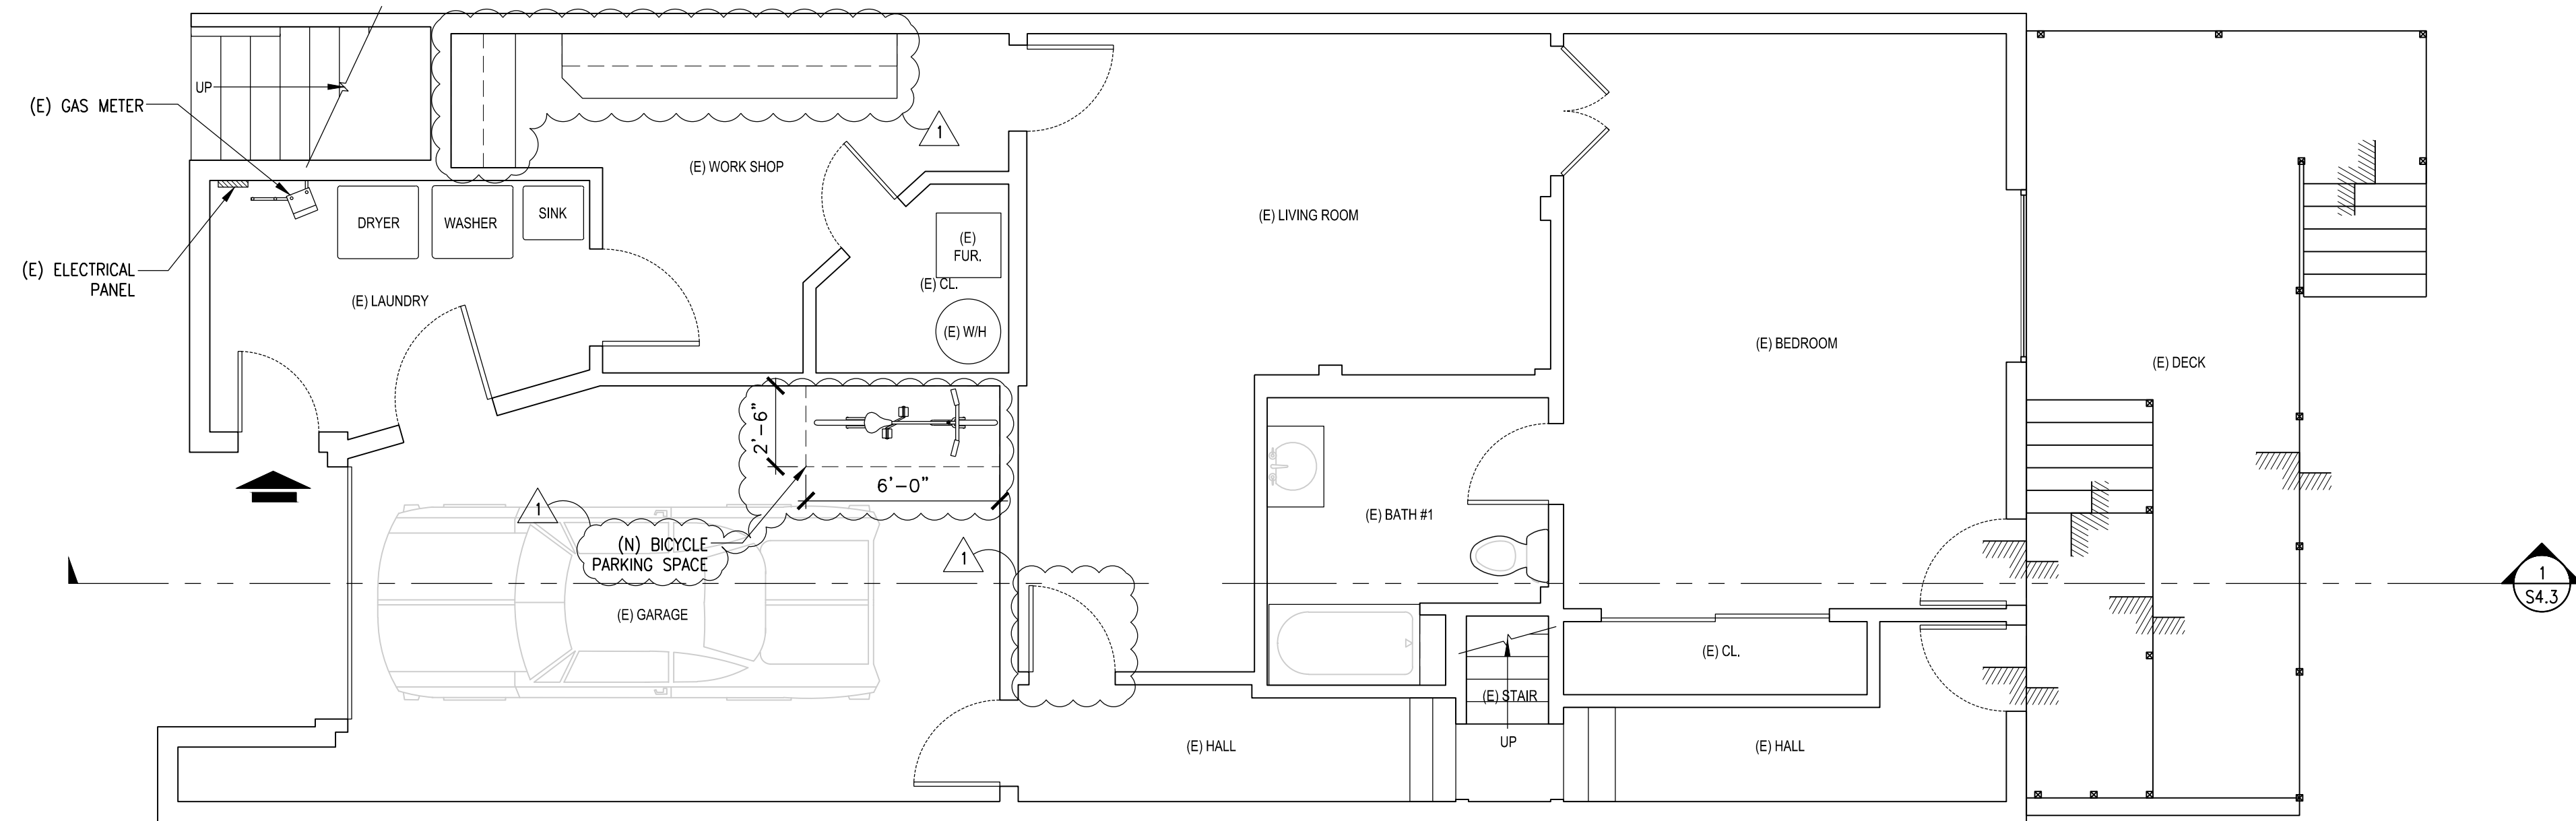 UP
(E) GAS METER
1
(E) WORK SHOP
DRYER
WASHER
SINK
(E) LIVING ROOM
(E)
FUR.
(E) ELECTRICAL
PANEL
(E) CL.
(E) LAUNDRY
(E) W/H
(E) BEDROOM
(E) DECK
2'-6"
6'-0"
1
(E) BATH #1
(N) BICYCLE
PARKING SPACE
1
1
S4.3
(E) GARAGE
(E) CL.
(E) STAIR
UP
(E) HALL
(E) HALL